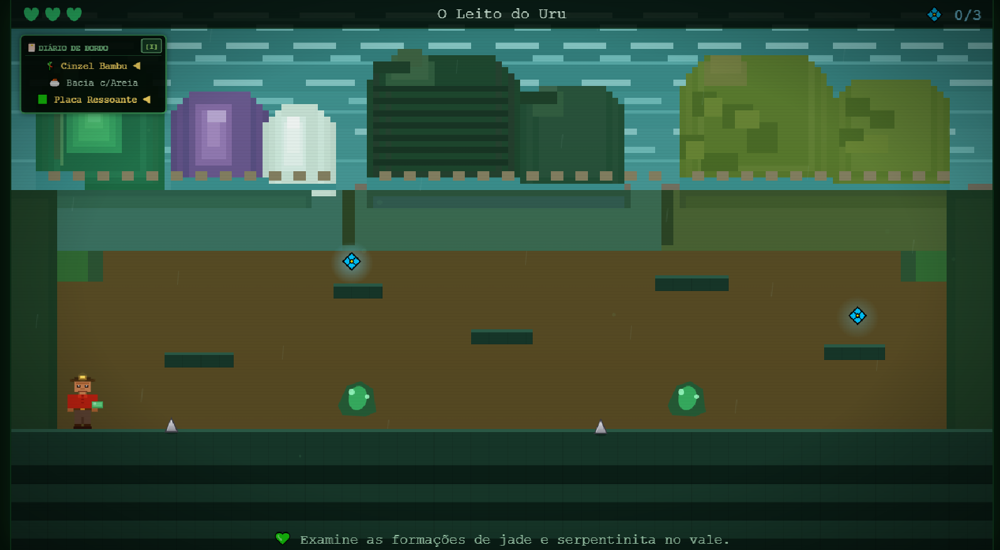 O Leito do Uru
0/3
DIÁRIO DE BORDO
[I]
Cinzel Bambu
Bacia c/Areia
Placa Ressoante
Examine as formações de jade e serpentinita no vale.